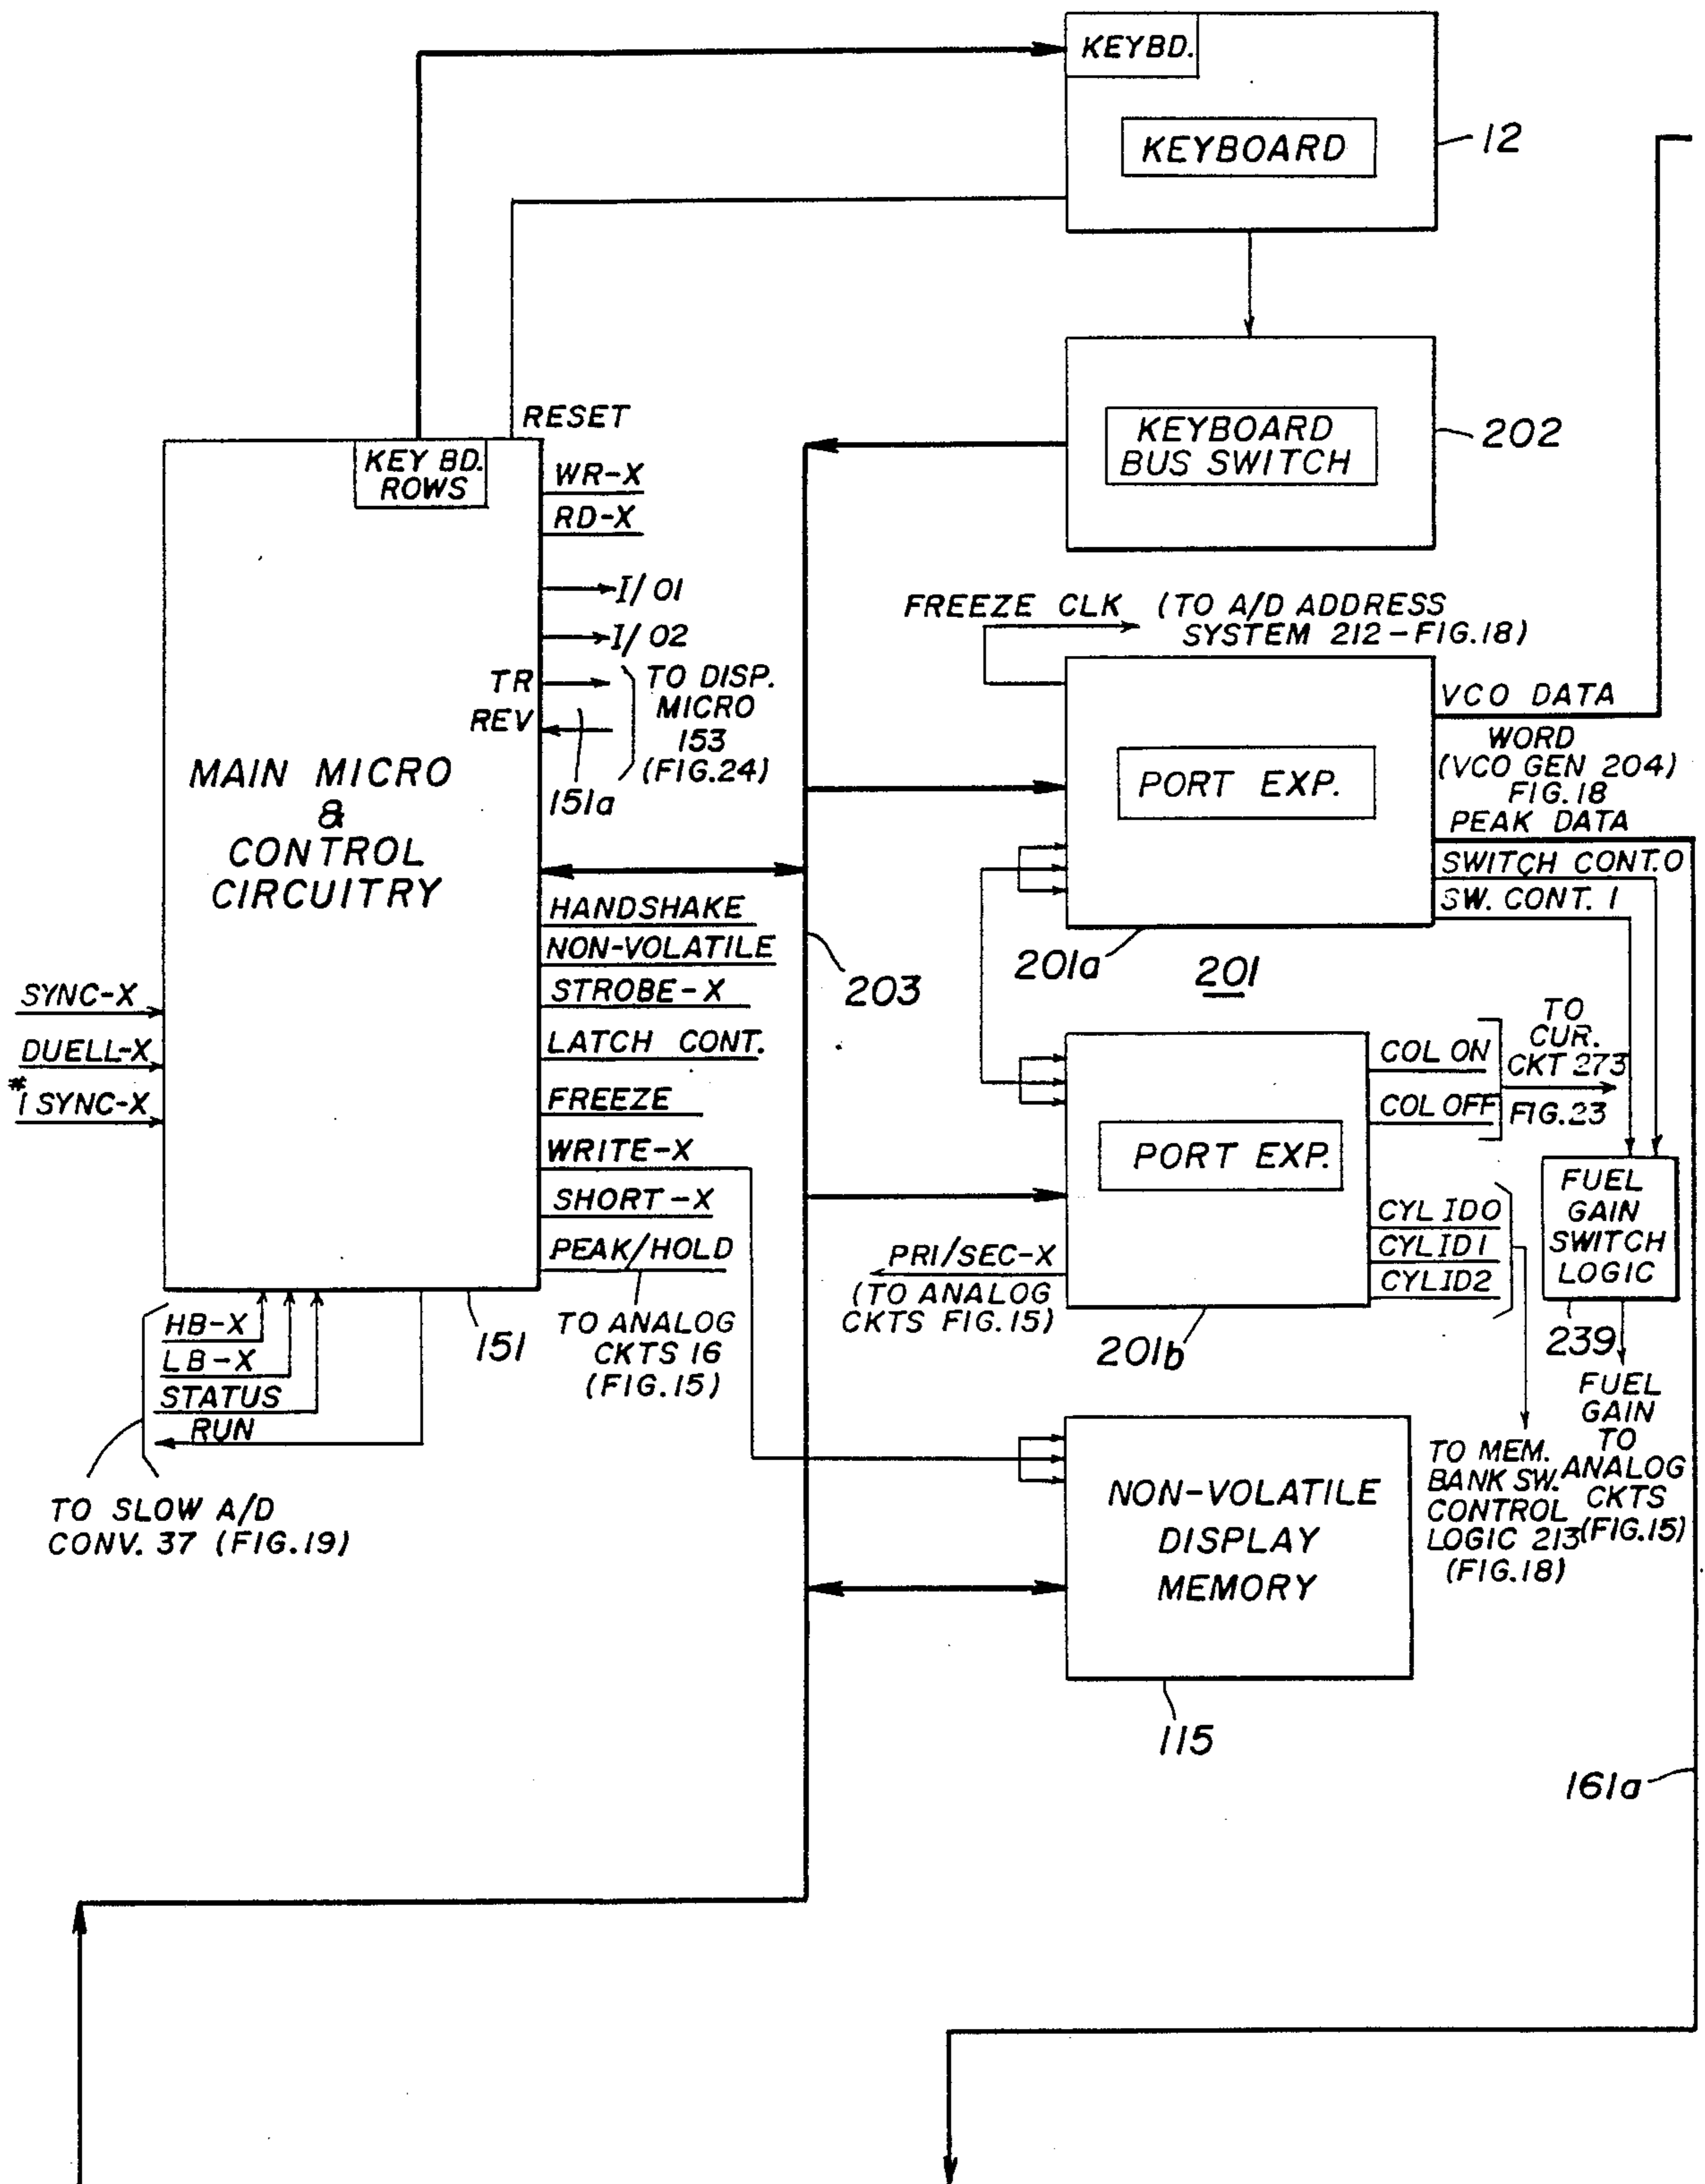 KEYBD.
KEYBOARD
12
RESET
KEY BD.
ROWS
WR-X
RD-X
I/O1
I/O2
TR
REV
TO DISP.
MICRO
153
(FIG.24)
151a
MAIN MICRO
&
CONTROL
CIRCUITRY
KEYBOARD
BUS SWITCH
202
FREEZE CLK (TO A/D ADDRESS
SYSTEM 212-FIG.18)
PORT EXP.
VCO DATA
WORD
(VCO GEN 204)
FIG.18
PEAK DATA
SWITCH CONT.0
SW. CONT. 1
201a
201
203
HANDSHAKE
NON-VOLATILE
STROBE-X
LATCH CONT.
FREEZE
WRITE-X
SHORT-X
PEAK/HOLD
SYNC-X
DUELL-X
#1 SYNC-X
HB-X
LB-X
STATUS
RUN
151
TO ANALOG
CKTS 16
(FIG.15)
TO SLOW A/D
CONV. 37 (FIG.19)
PORT EXP.
COL ON
COL OFF
TO
CUR.
CKT 273
FIG.23
CYL ID0
CYLID1
CYLID2
PRI/SEC-X
(TO ANALOG
CKTS FIG.15)
201b
FUEL
GAIN
SWITCH
LOGIC
239
FUEL
GAIN
TO
ANALOG
CKTS
(FIG.15)
TO MEM.
BANK SW.
CONTROL
LOGIC 213
(FIG.18)
NON-VOLATILE
DISPLAY
MEMORY
115
161a